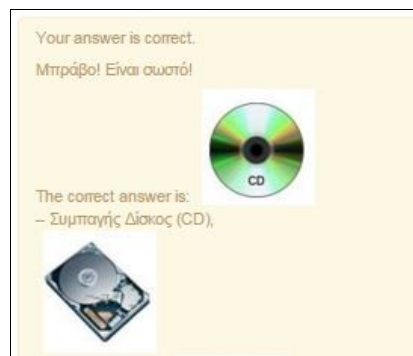 Your answer is correct.
Μπράβο! Είναι σωστό!
CD
The correct answer is:
– Συμπαγής Δίσκος (CD),